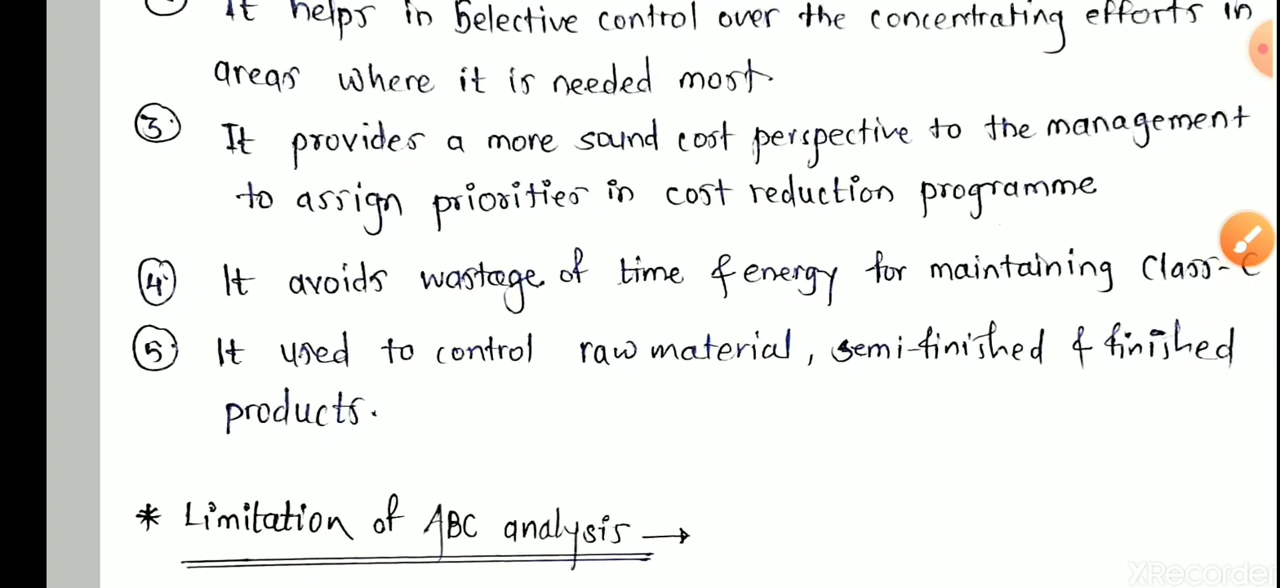 It helps in Selective control over the concentrating efforts in
areas where it is needed most.
3. It provides a more sound cost perspective to the management
to assign priorities in cost reduction programme
4. It avoids wastage of time & energy for maintaining Class-C
5. It used to control raw material, semi-finished & finished
products.
* Limitation of ABC analysis →
XRecorder